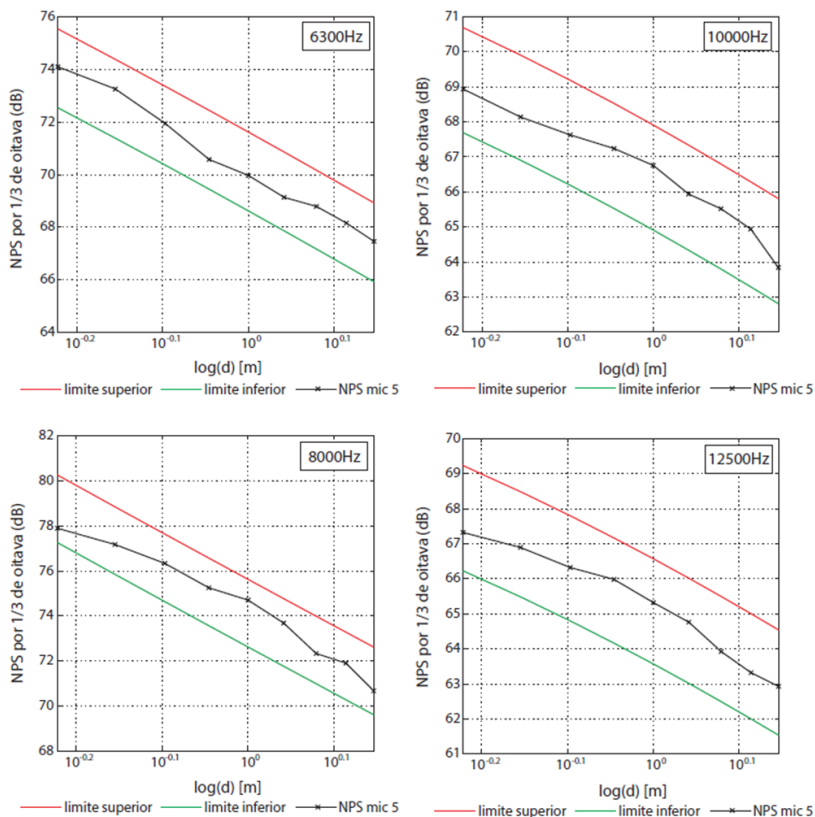 6300Hz
NPS por 1/3 de oitava (dB)
76
74
72
70
68
66
64
10^-0.2
10^-0.1
10^0
10^0.1
log(d) [m]
limite superior
limite inferior
NPS mic 5
10000Hz
NPS por 1/3 de oitava (dB)
71
70
69
68
67
66
65
64
63
62
10^-0.2
10^-0.1
10^0
10^0.1
log(d) [m]
limite superior
limite inferior
NPS mic 5
8000Hz
NPS por 1/3 de oitava (dB)
82
80
78
76
74
72
70
68
10^-0.2
10^-0.1
10^0
10^0.1
log(d) [m]
limite superior
limite inferior
NPS mic 5
12500Hz
NPS por 1/3 de oitava (dB)
70
69
68
67
66
65
64
63
62
61
10^-0.2
10^-0.1
10^0
10^0.1
log(d) [m]
limite superior
limite inferior
NPS mic 5